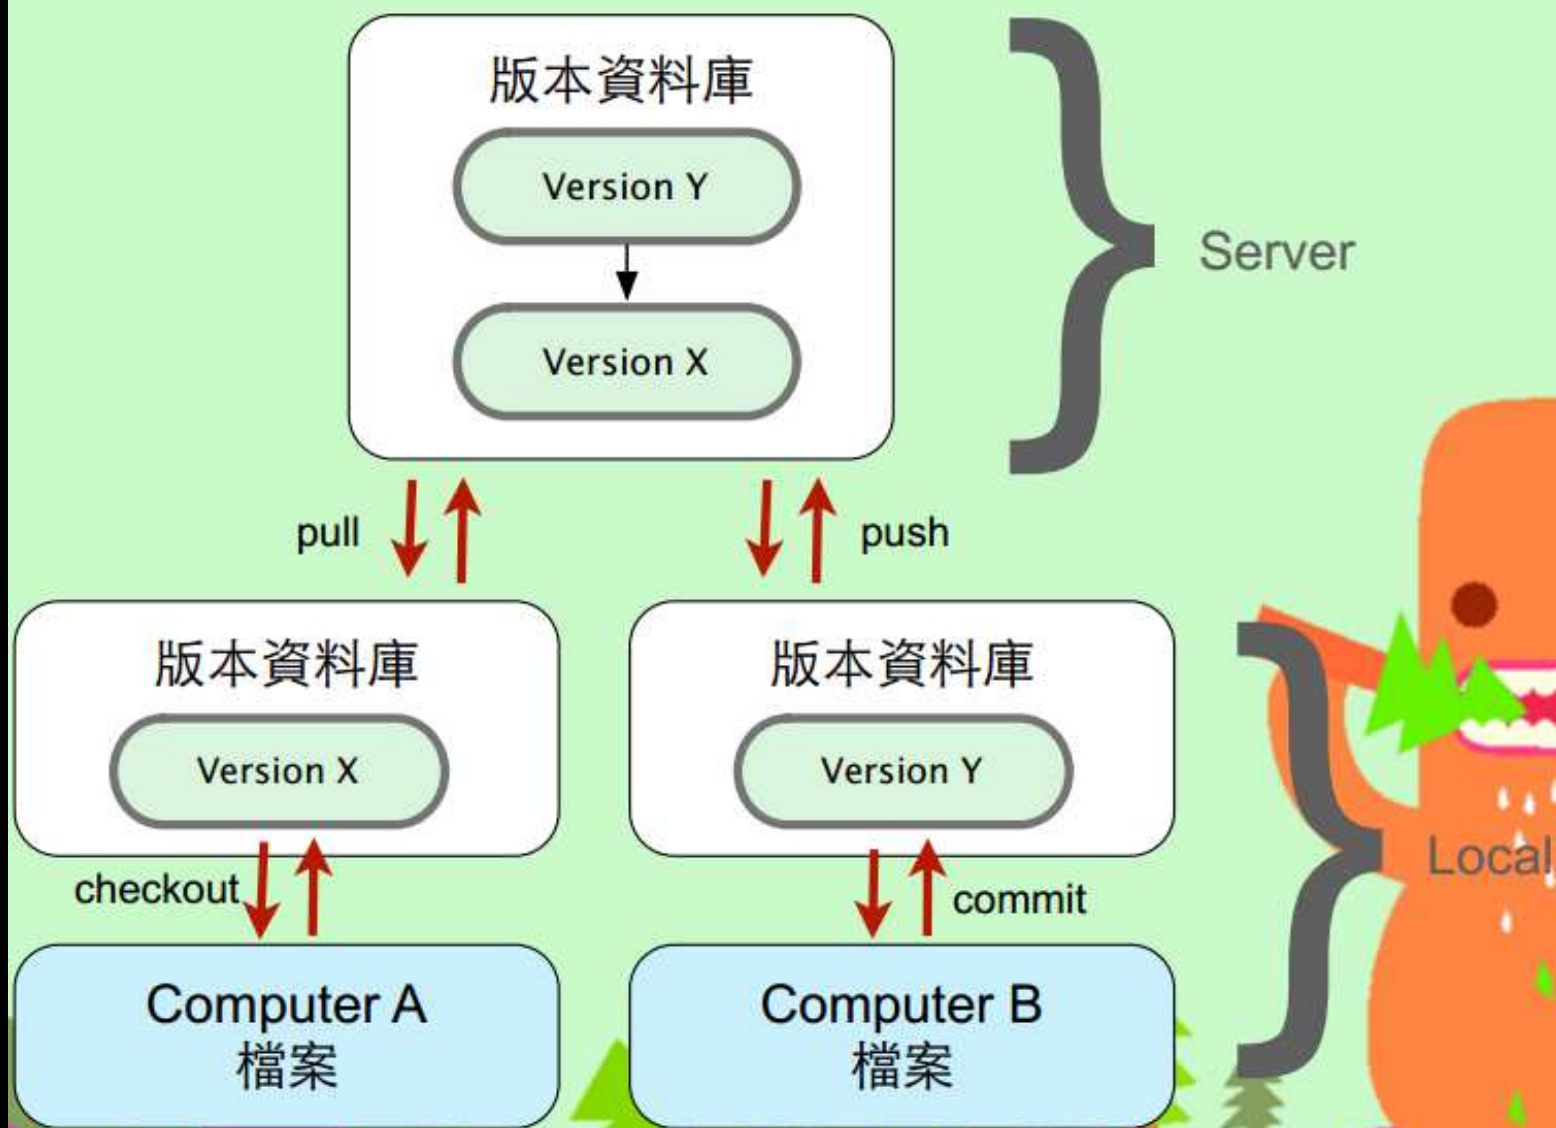 版本資料庫
Version Y
Version X
Server
pull
push
版本資料庫
Version X
版本資料庫
Version Y
Local
checkout
commit
Computer A
檔案
Computer B
檔案